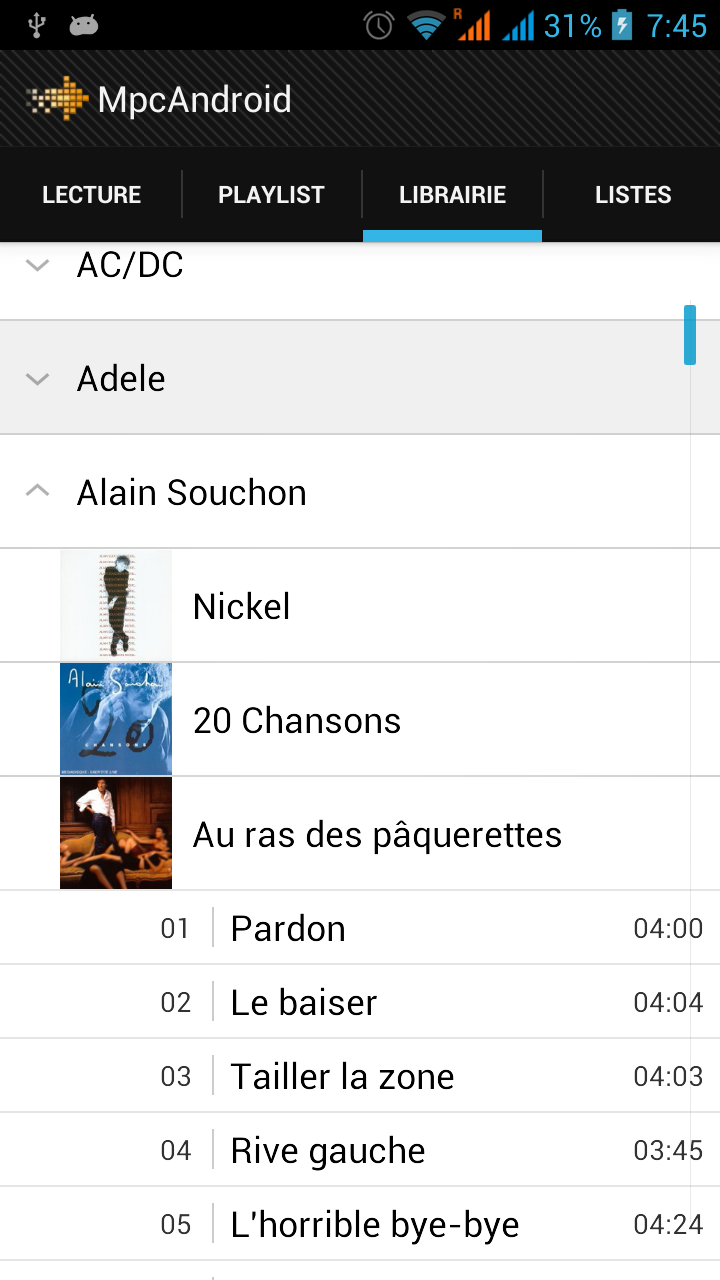 R 31% 7:45
MpcAndroid
LECTURE PLAYLIST LIBRAIRIE LISTES
AC/DC
Adele
Alain Souchon
Nickel
Alain Souchon
20
CHANSONS
20 Chansons
Au ras des pâquerettes
01 Pardon 04:00
02 Le baiser 04:04
03 Tailler la zone 04:03
04 Rive gauche 03:45
05 L'horrible bye-bye 04:24